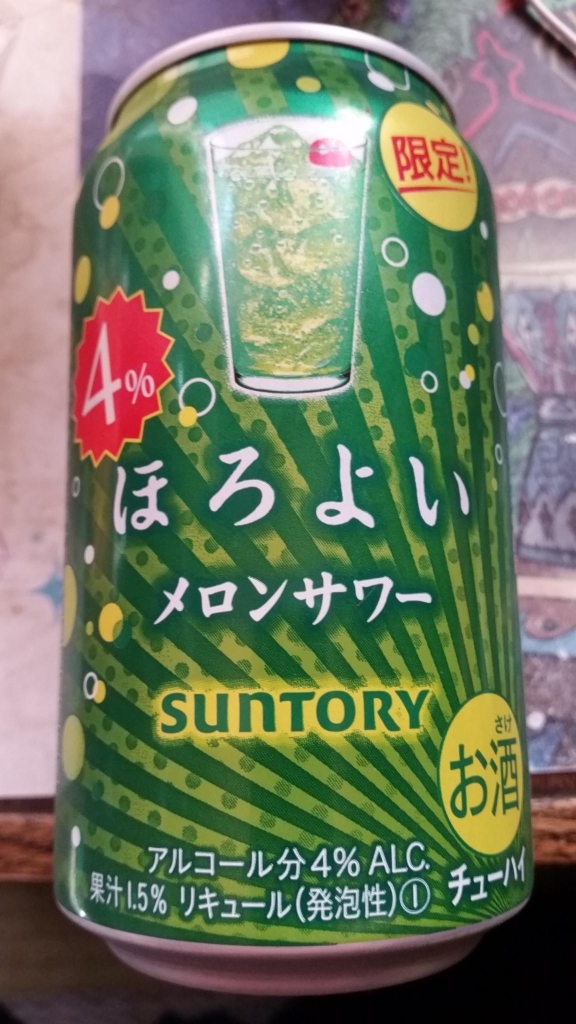 限定!
4%
ほろよい
メロンサワー
SUNTORY
さけ
お酒
アルコール分4% ALC.
果汁1.5% リキュール(発泡性)①
チューハイ